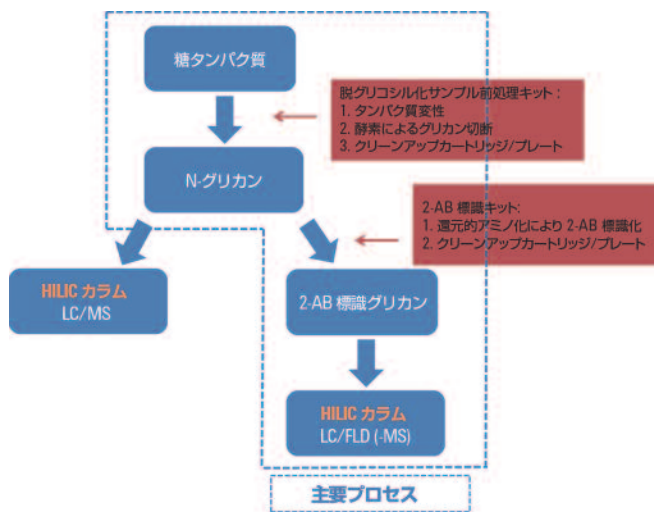 糖タンパク質
脱グリコシル化サンプル前処理キット：
1. タンパク質変性
2. 酵素によるグリカン切断
3. クリーンアップカートリッジ/プレート
N-グリカン
2-AB 標識キット:
1. 還元的アミノ化により 2-AB 標識化
2. クリーンアップカートリッジ/プレート
HILIC カラム
LC/MS
2-AB 標識グリカン
HILIC カラム
LC/FLD (-MS)
主要プロセス